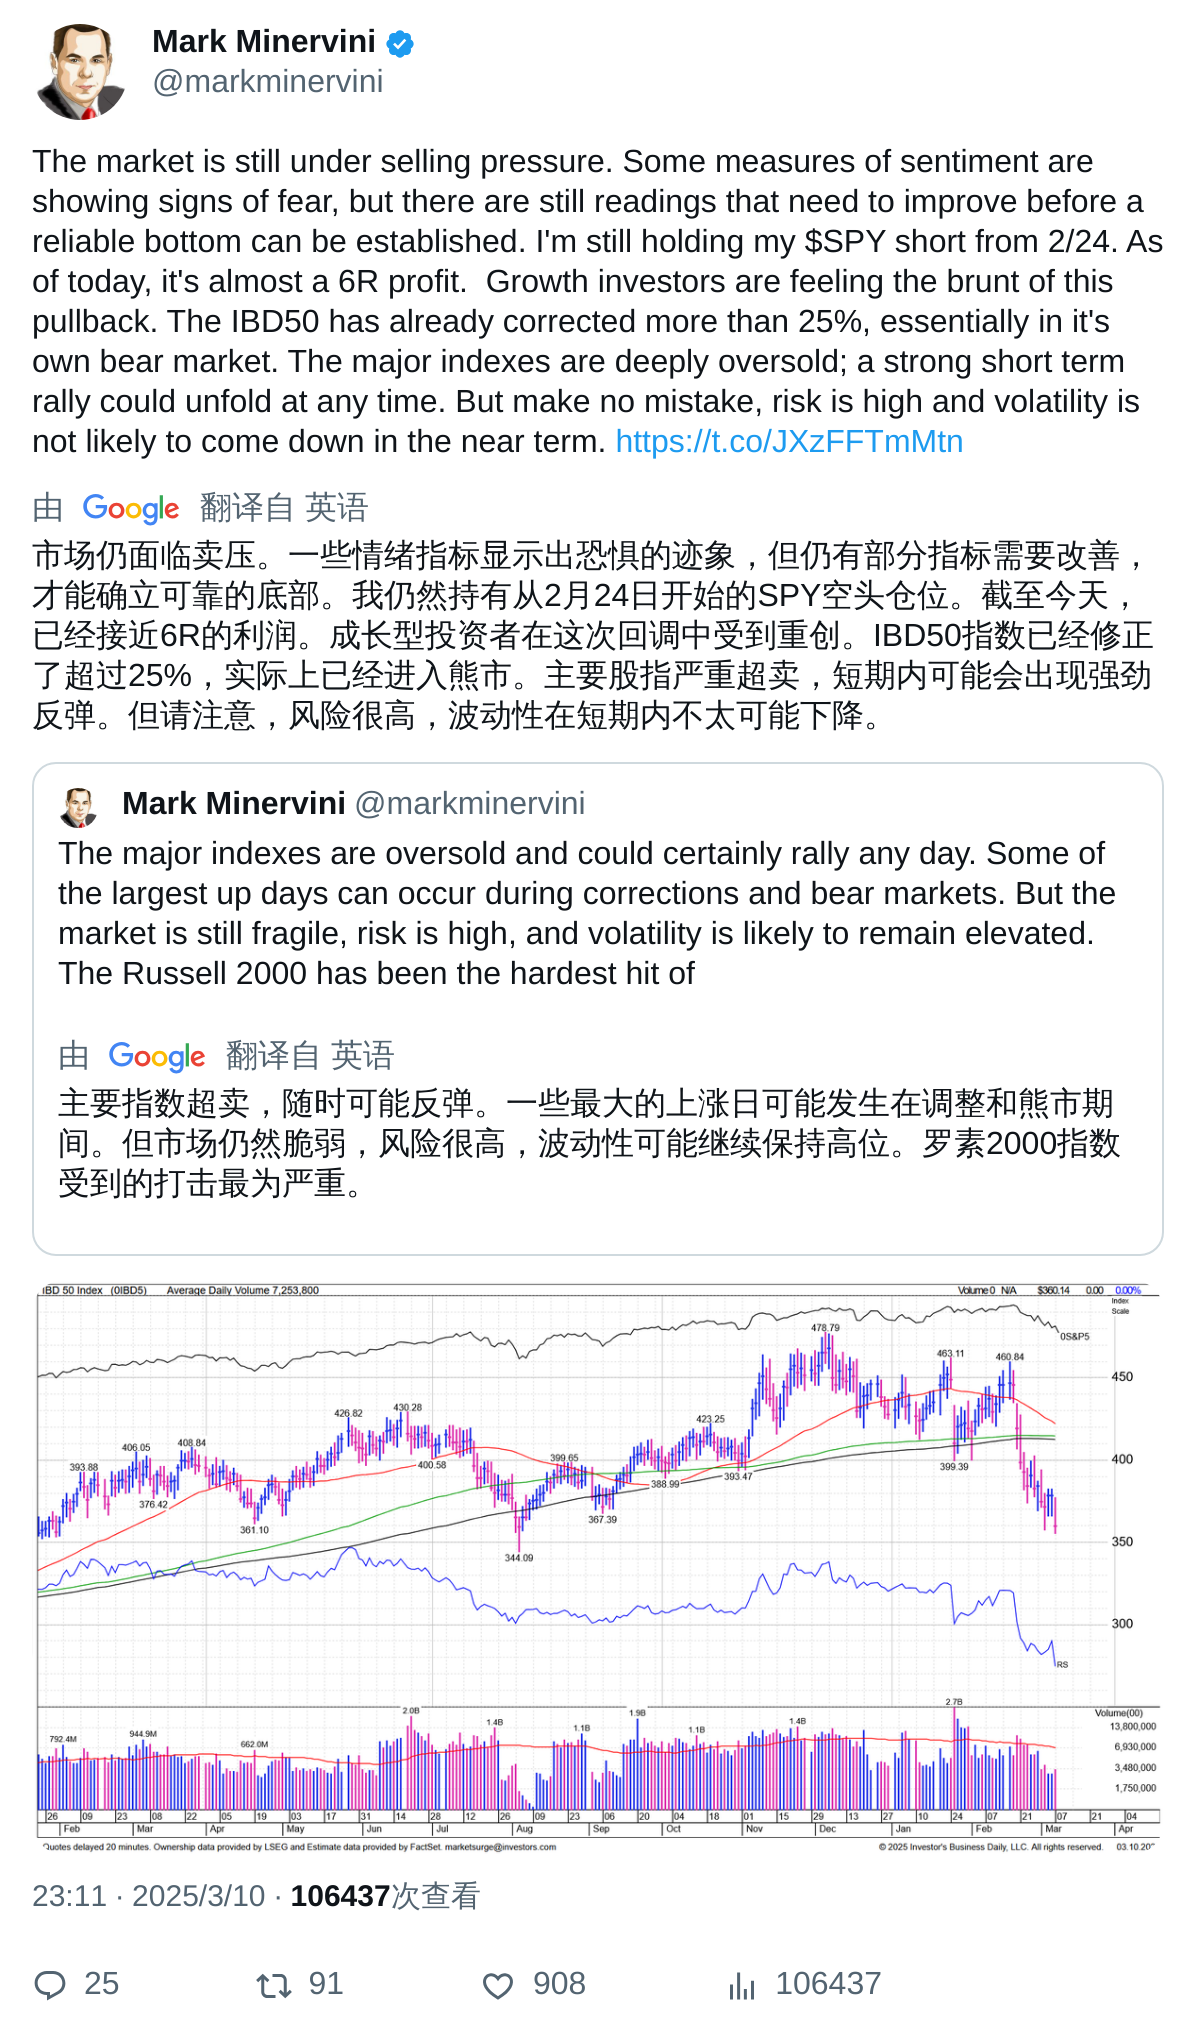 Mark Minervini
@markminervini
The market is still under selling pressure. Some measures of sentiment are
showing signs of fear, but there are still readings that need to improve before a
reliable bottom can be established. I'm still holding my $SPY short from 2/24. As
of today, it's almost a 6R profit.  Growth investors are feeling the brunt of this
pullback. The IBD50 has already corrected more than 25%, essentially in it's
own bear market. The major indexes are deeply oversold; a strong short term
rally could unfold at any time. But make no mistake, risk is high and volatility is
not likely to come down in the near term. https://t.co/JXzFFTmMtn
由 Google 翻译自 英语
市场仍面临卖压。一些情绪指标显示出恐惧的迹象，但仍有部分指标需要改善，
才能确立可靠的底部。我仍然持有从2月24日开始的SPY空头仓位。截至今天，
已经接近6R的利润。成长型投资者在这次回调中受到重创。IBD50指数已经修正
了超过25%，实际上已经进入熊市。主要股指严重超卖，短期内可能会出现强劲
反弹。但请注意，风险很高，波动性在短期内不太可能下降。
Mark Minervini @markminervini
The major indexes are oversold and could certainly rally any day. Some of
the largest up days can occur during corrections and bear markets. But the
market is still fragile, risk is high, and volatility is likely to remain elevated.
The Russell 2000 has been the hardest hit of
由 Google 翻译自 英语
主要指数超卖，随时可能反弹。一些最大的上涨日可能发生在调整和熊市期
间。但市场仍然脆弱，风险很高，波动性可能继续保持高位。罗素2000指数
受到的打击最为严重。
IBD 50 Index (0IBD5) Average Daily Volume 7,253,800 Volume 0 N/A $360.14 0.00 0.00%
Index
Scale
0S&P5
478.79
463.11 460.84
450
426.82 430.28
423.25
406.05 408.84
393.88 400.58 399.65 400
376.42 388.99 393.47 399.39
361.10 367.39
344.09
350
300
RS
2.7B
2.0B 1.4B 1.1B 1.9B 1.1B 1.4B
792.4M 944.9M 662.0M
Volume(00)
13,800,000
6,930,000
3,480,000
1,750,000
26 09 23 08 22 05 19 03 17 31 14 28 12 26 09 23 06 20 04 18 01 15 29 13 27 10 24 07 21 07 21 04
Feb Mar Apr May Jun Jul Aug Sep Oct Nov Dec Jan Feb Mar Apr
Quotes delayed 20 minutes. Ownership data provided by LSEG and Estimate data provided by FactSet. marketsurge@investors.com © 2025 Investor's Business Daily, LLC. All rights reserved. 03.10.20
23:11 · 2025/3/10 · 106437次查看
25 91 908 106437